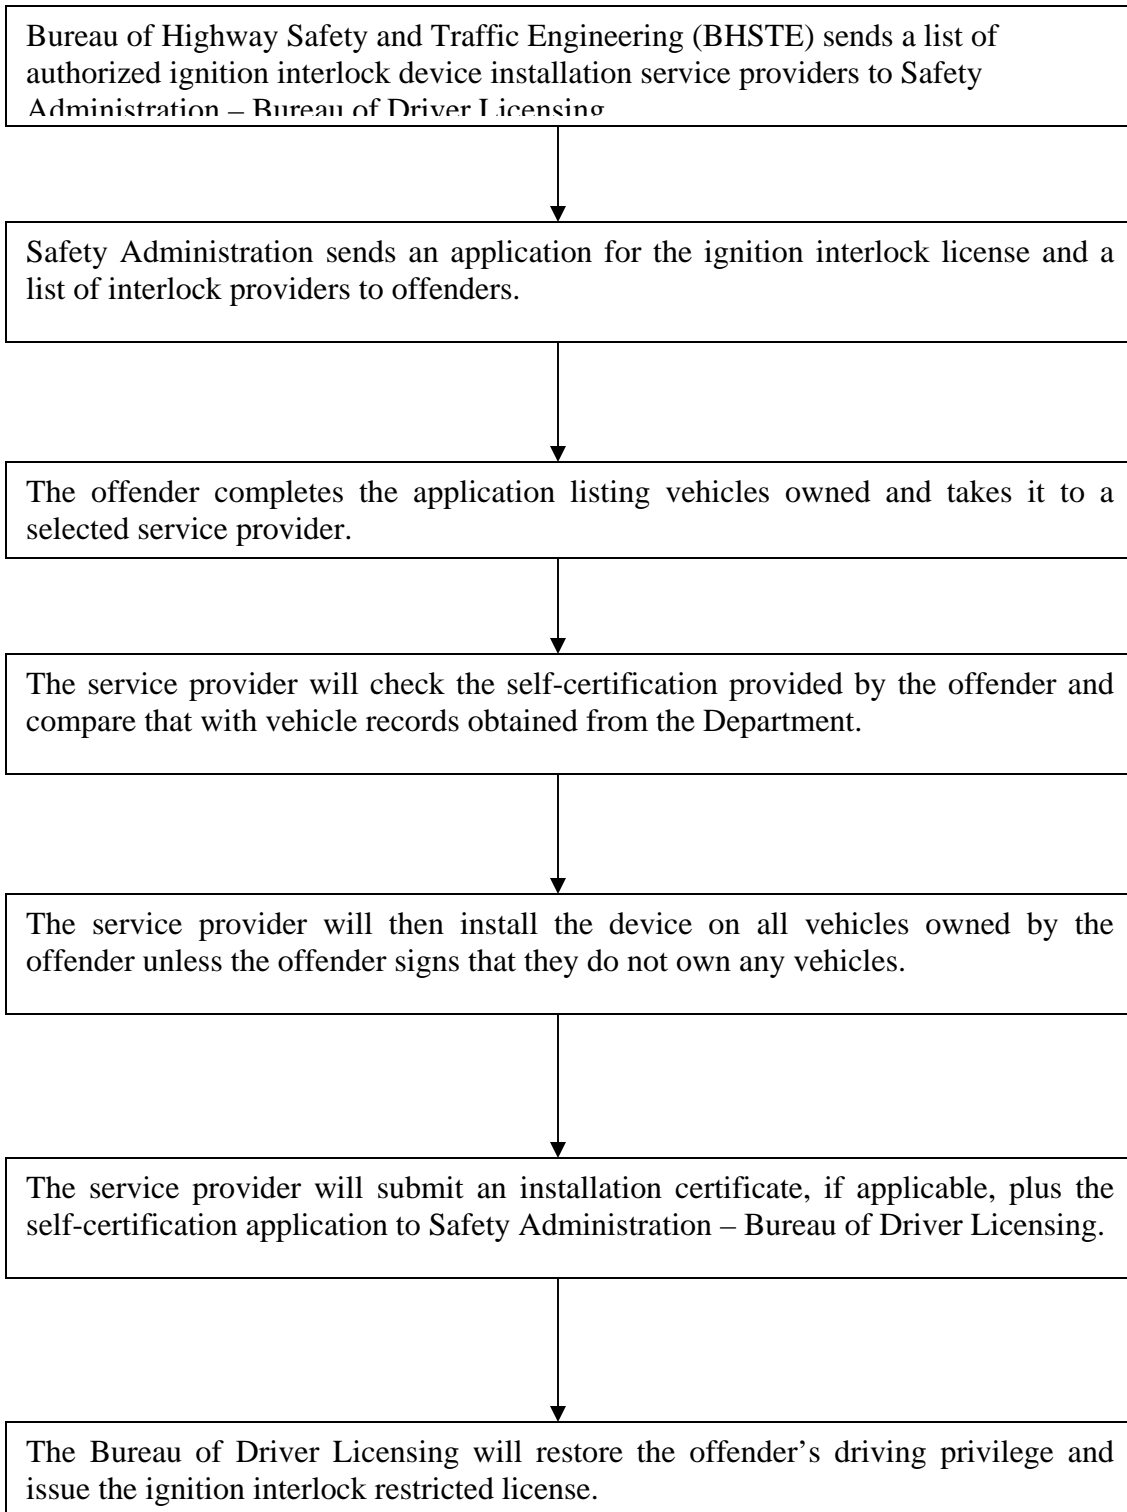 Bureau of Highway Safety and Traffic Engineering (BHSTE) sends a list of
authorized ignition interlock device installation service providers to Safety
Administration – Bureau of Driver Licensing
Safety Administration sends an application for the ignition interlock license and a
list of interlock providers to offenders.
The offender completes the application listing vehicles owned and takes it to a
selected service provider.
The service provider will check the self-certification provided by the offender and
compare that with vehicle records obtained from the Department.
The service provider will then install the device on all vehicles owned by the
offender unless the offender signs that they do not own any vehicles.
The service provider will submit an installation certificate, if applicable, plus the
self-certification application to Safety Administration – Bureau of Driver Licensing.
The Bureau of Driver Licensing will restore the offender’s driving privilege and
issue the ignition interlock restricted license.